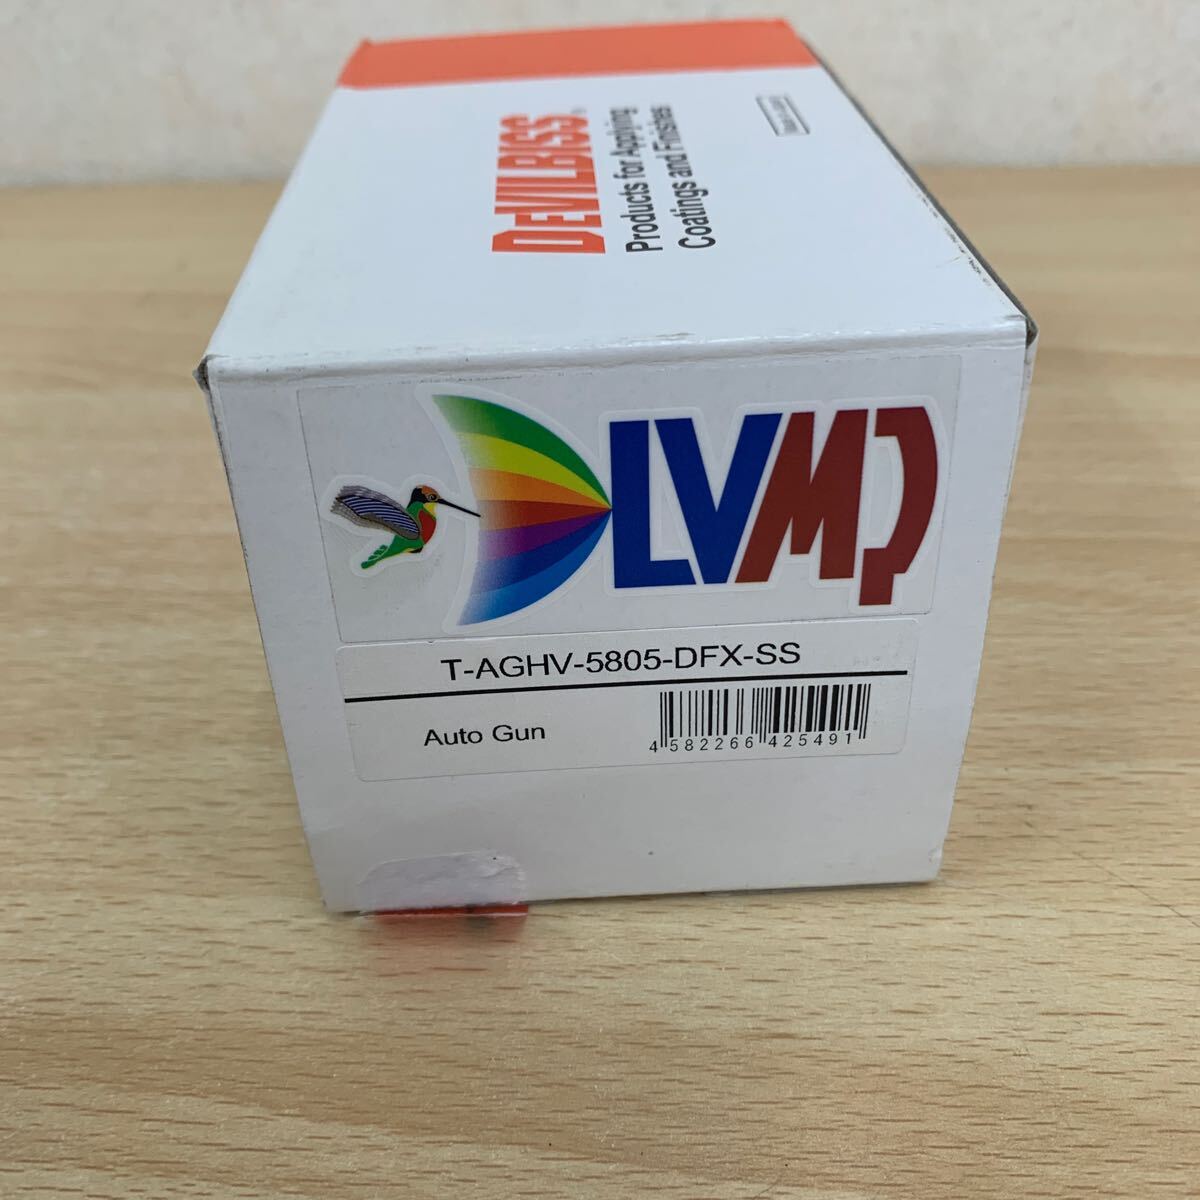 DEVILBISS®
Products for Applying
Coatings and Finishes
LVMP
T-AGHV-5805-DFX-SS
Auto Gun
4 582266 425491